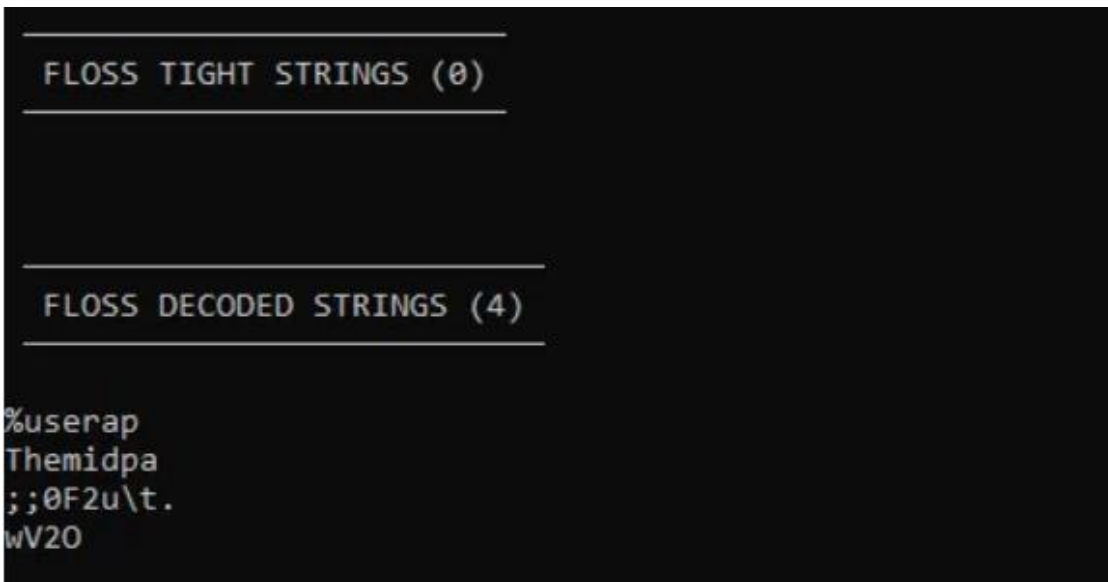 FLOSS TIGHT STRINGS (0)
FLOSS DECODED STRINGS (4)
%userap
Themidpa
;;0F2u\t.
wV2O